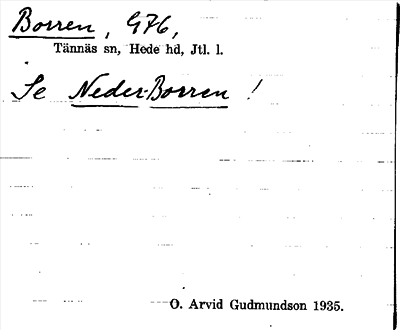 Borren, G76,
Tännäs sn, Hede hd, Jtl. l.
Se Neder-Borren!
O. Arvid Gudmundson 1935.